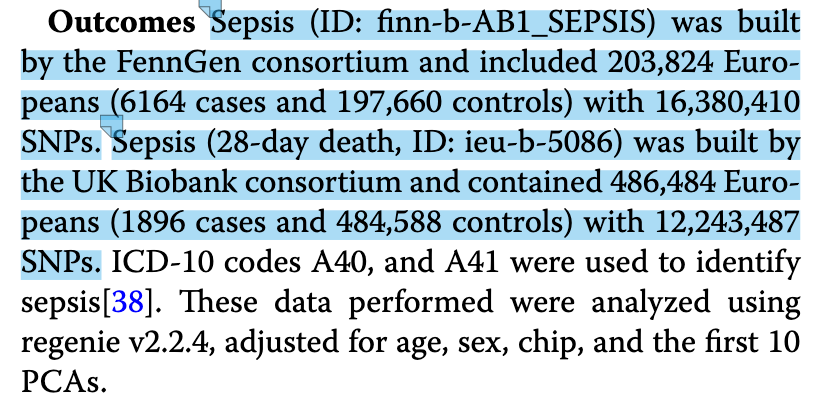 Outcomes Sepsis (ID: finn-b-AB1_SEPSIS) was built
by the FennGen consortium and included 203,824 Euro-
peans (6164 cases and 197,660 controls) with 16,380,410
SNPs. Sepsis (28-day death, ID: ieu-b-5086) was built by
the UK Biobank consortium and contained 486,484 Euro-
peans (1896 cases and 484,588 controls) with 12,243,487
SNPs. ICD-10 codes A40, and A41 were used to identify
sepsis[38]. These data performed were analyzed using
regenie v2.2.4, adjusted for age, sex, chip, and the first 10
PCAs.